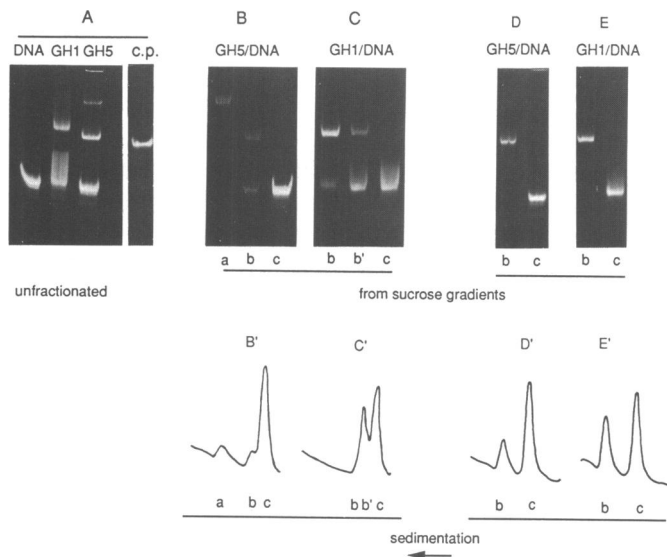 A
DNA GH1 GH5 c.p.
B
GH5/DNA
C
GH1/DNA
D
GH5/DNA
E
GH1/DNA
a b c
b b' c
b c
b c
unfractionated
from sucrose gradients
B'
C'
D'
E'
a b c
b b' c
b c
b c
sedimentation